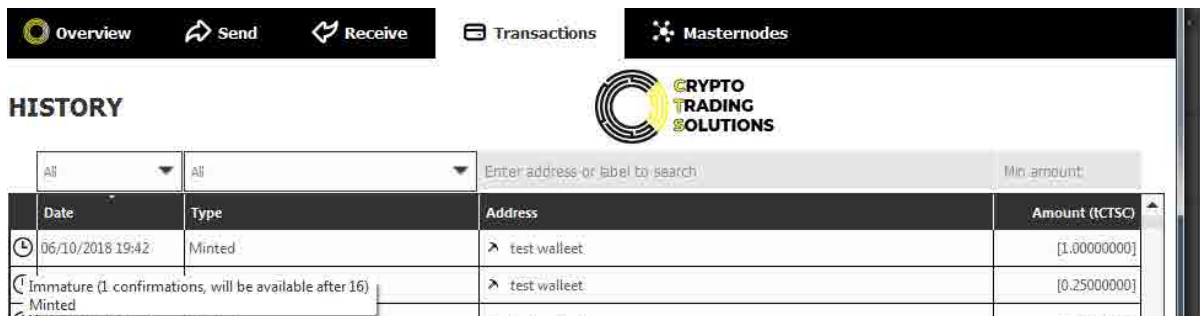 Overview Send Receive Transactions Masternodes
HISTORY
CRYPTO
TRADING
SOLUTIONS
All All Enter address or label to search Min amount
Date Type Address Amount (tCTSC)
06/10/2018 19:42 Minted test walleet [1.00000000]
Immature (1 confirmations, will be available after 16) test walleet [0.25000000]
Minted